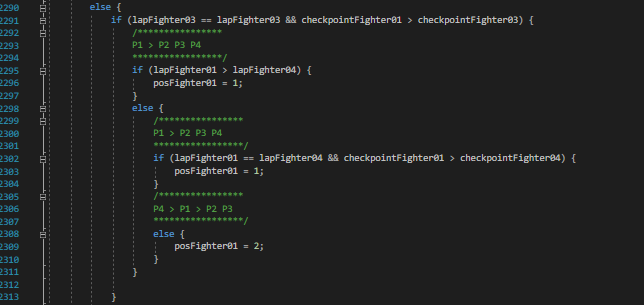 2290 else {
2291 if (lapFighter03 == lapFighter03 && checkpointFighter01 > checkpointFighter03) {
2292 /****************
2293 P1 > P2 P3 P4
2294 *****************/
2295 if (lapFighter01 > lapFighter04) {
2296 posFighter01 = 1;
2297 }
2298 else {
2299 /****************
2300 P1 > P2 P3 P4
2301 *****************/
2302 if (lapFighter01 == lapFighter04 && checkpointFighter01 > checkpointFighter04) {
2303 posFighter01 = 1;
2304 }
2305 /****************
2306 P4 > P1 > P2 P3
2307 *****************/
2308 else {
2309 posFighter01 = 2;
2310 }
2311 }
2312
2313 }